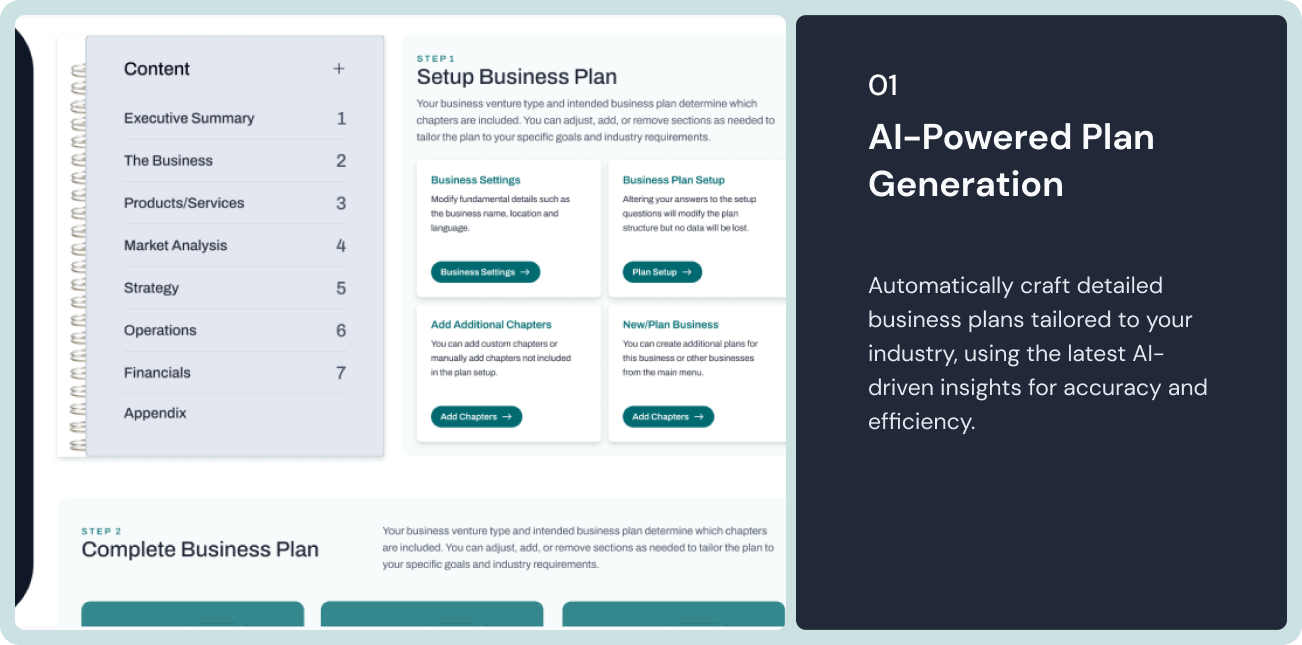 Content +
Executive Summary 1
The Business 2
Products/Services 3
Market Analysis 4
Strategy 5
Operations 6
Financials 7
Appendix
STEP 1
Setup Business Plan
Your business venture type and intended business plan determine which
chapters are included. You can adjust, add, or remove sections as needed to
tailor the plan to your specific goals and industry requirements.
Business Settings
Modify fundamental details such as
the business name, location and
language.
Business Settings →
Business Plan Setup
Altering your answers to the setup
questions will modify the plan
structure but no data will be lost.
Plan Setup →
Add Additional Chapters
You can add custom chapters or
manually add chapters not included
in the plan setup.
Add Chapters →
New/Plan Business
You can create additional plans for
this business or other businesses
from the main menu.
Add Chapters →
STEP 2
Complete Business Plan
Your business venture type and intended business plan determine which chapters
are included. You can adjust, add, or remove sections as needed to tailor the plan to
your specific goals and industry requirements.
01
AI-Powered Plan
Generation
Automatically craft detailed
business plans tailored to your
industry, using the latest AI-
driven insights for accuracy and
efficiency.